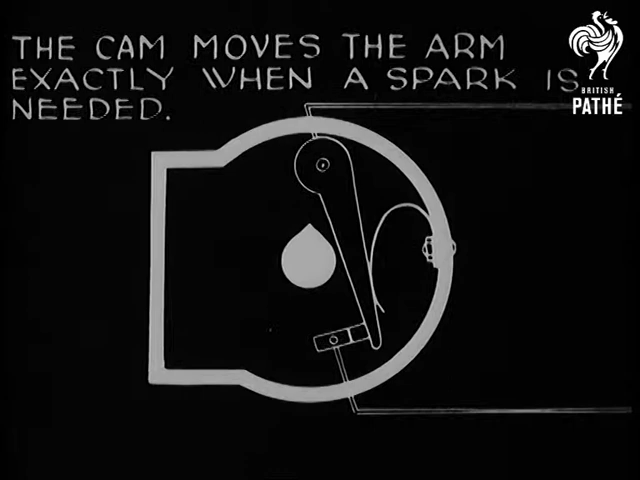 THE CAM MOVES THE ARM
EXACTLY WHEN A SPARK IS
NEEDED.
BRITISH
PATHÉ